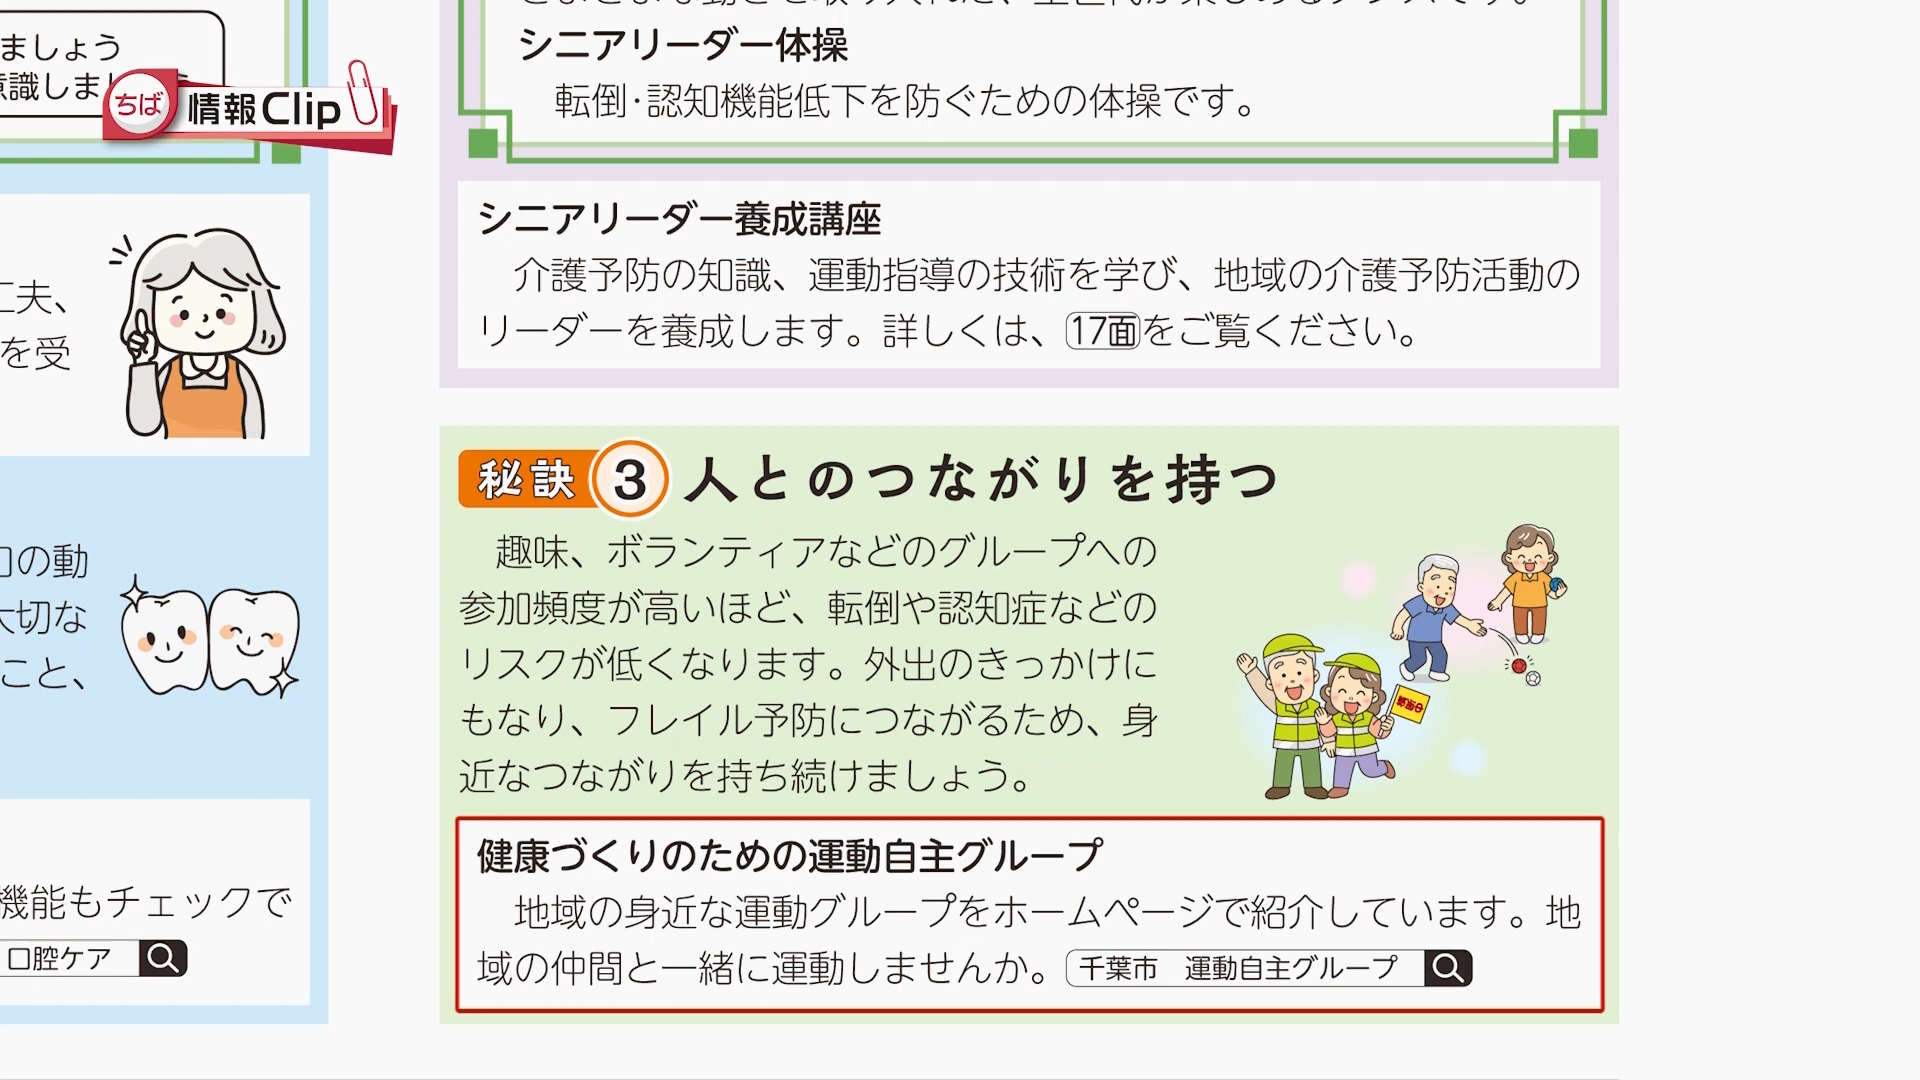 ましょう
意識しま
ちば 情報Clip
工夫、
を受
口の動
大切な
こと、
機能もチェックで
口腔ケア
シニアリーダー体操
転倒・認知機能低下を防ぐための体操です。
シニアリーダー養成講座
介護予防の知識、運動指導の技術を学び、地域の介護予防活動の
リーダーを養成します。詳しくは、17面をご覧ください。
秘訣3 人とのつながりを持つ
趣味、ボランティアなどのグループへの
参加頻度が高いほど、転倒や認知症などの
リスクが低くなります。外出のきっかけに
もなり、フレイル予防につながるため、身
近なつながりを持ち続けましょう。
健康づくりのための運動自主グループ
地域の身近な運動グループをホームページで紹介しています。地
域の仲間と一緒に運動しませんか。 千葉市 運動自主グループ